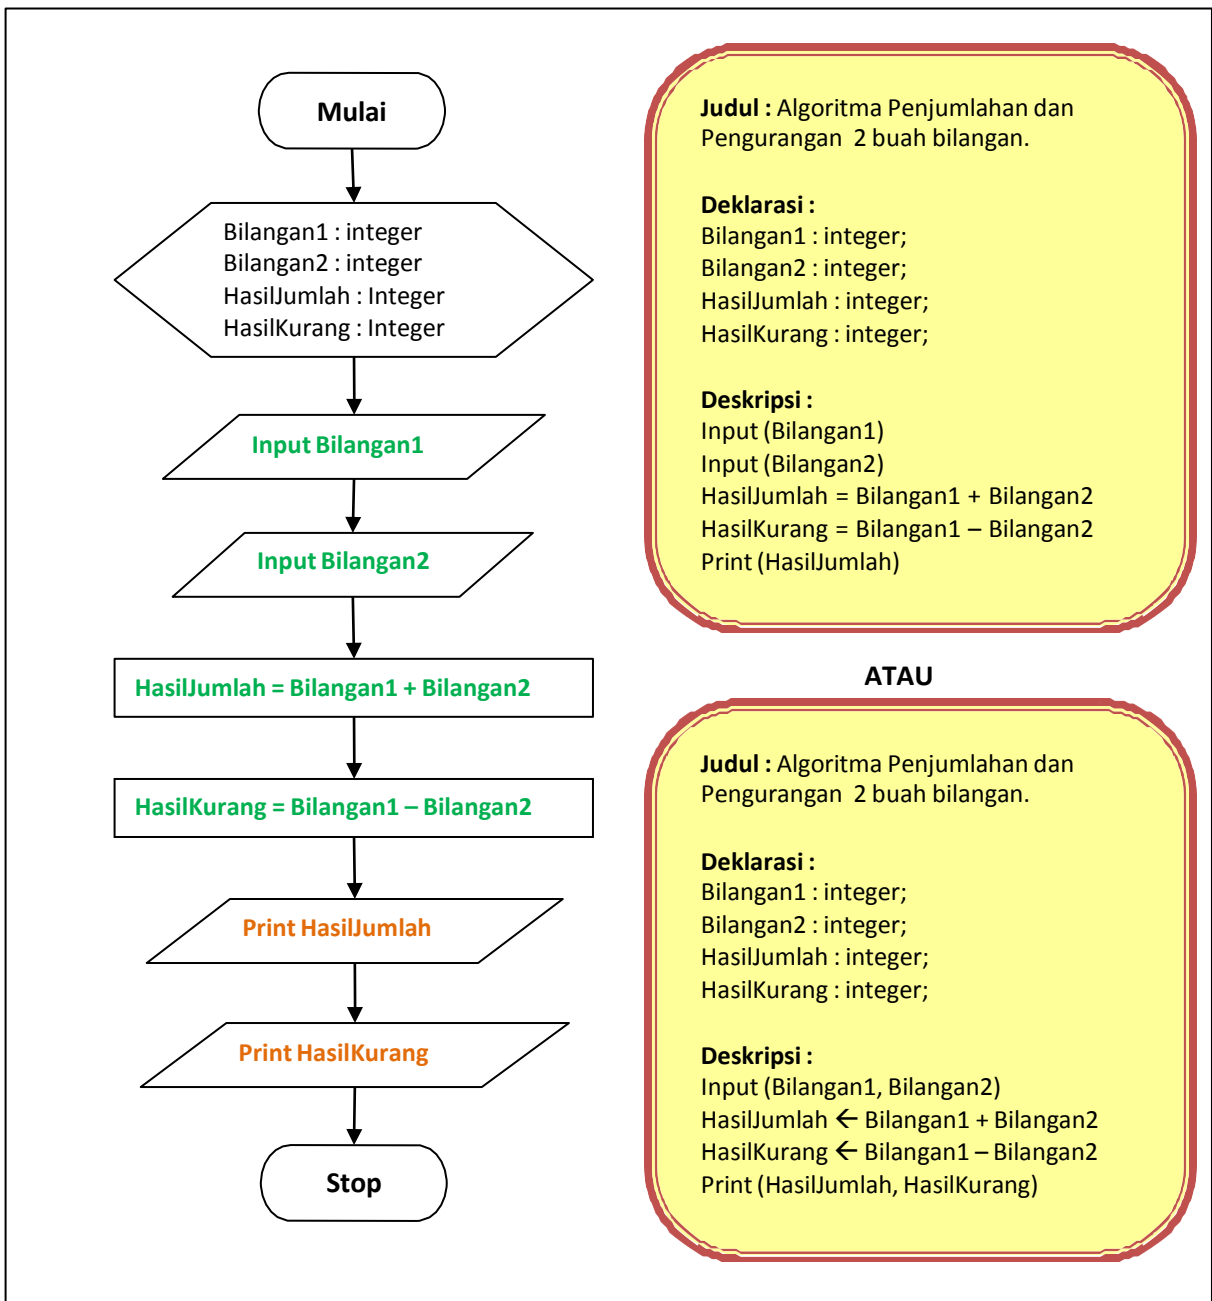 Mulai
Bilangan1 : integer
Bilangan2 : integer
HasilJumlah : Integer
HasilKurang : Integer
Input Bilangan1
Input Bilangan2
HasilJumlah = Bilangan1 + Bilangan2
HasilKurang = Bilangan1 – Bilangan2
Print HasilJumlah
Print HasilKurang
Stop
Judul : Algoritma Penjumlahan dan
Pengurangan 2 buah bilangan.
Deklarasi :
Bilangan1 : integer;
Bilangan2 : integer;
HasilJumlah : integer;
HasilKurang : integer;
Deskripsi :
Input (Bilangan1)
Input (Bilangan2)
HasilJumlah = Bilangan1 + Bilangan2
HasilKurang = Bilangan1 – Bilangan2
Print (HasilJumlah)
ATAU
Judul : Algoritma Penjumlahan dan
Pengurangan 2 buah bilangan.
Deklarasi :
Bilangan1 : integer;
Bilangan2 : integer;
HasilJumlah : integer;
HasilKurang : integer;
Deskripsi :
Input (Bilangan1, Bilangan2)
HasilJumlah ← Bilangan1 + Bilangan2
HasilKurang ← Bilangan1 – Bilangan2
Print (HasilJumlah, HasilKurang)